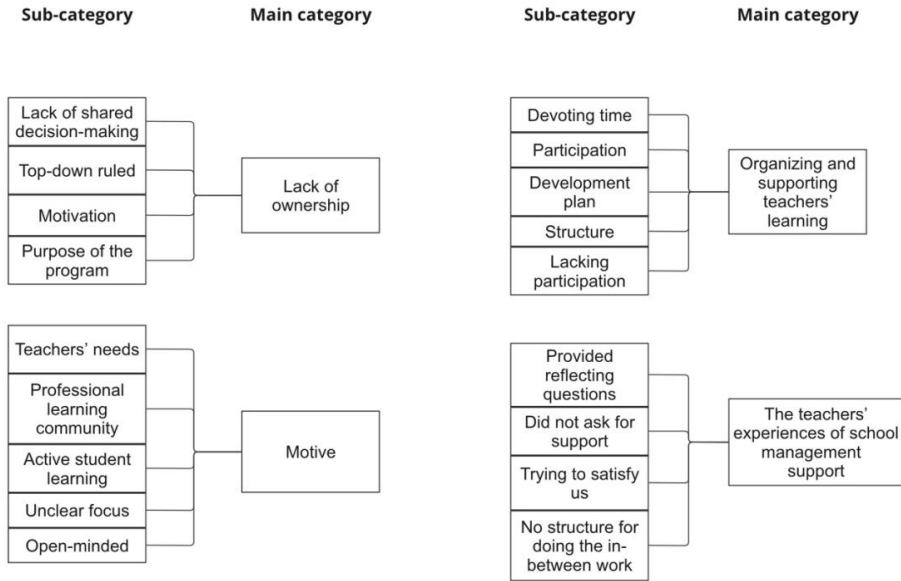 Sub-category
Main category
Lack of shared
decision-making
Top-down ruled
Motivation
Purpose of the
program
Lack of
ownership
Teachers’ needs
Professional
learning
community
Active student
learning
Unclear focus
Open-minded
Motive
Sub-category
Main category
Devoting time
Participation
Development
plan
Structure
Lacking
participation
Organizing and
supporting
teachers’
learning
Provided
reflecting
questions
Did not ask for
support
Trying to satisfy
us
No structure for
doing the in-
between work
The teachers’
experiences of school
management
support